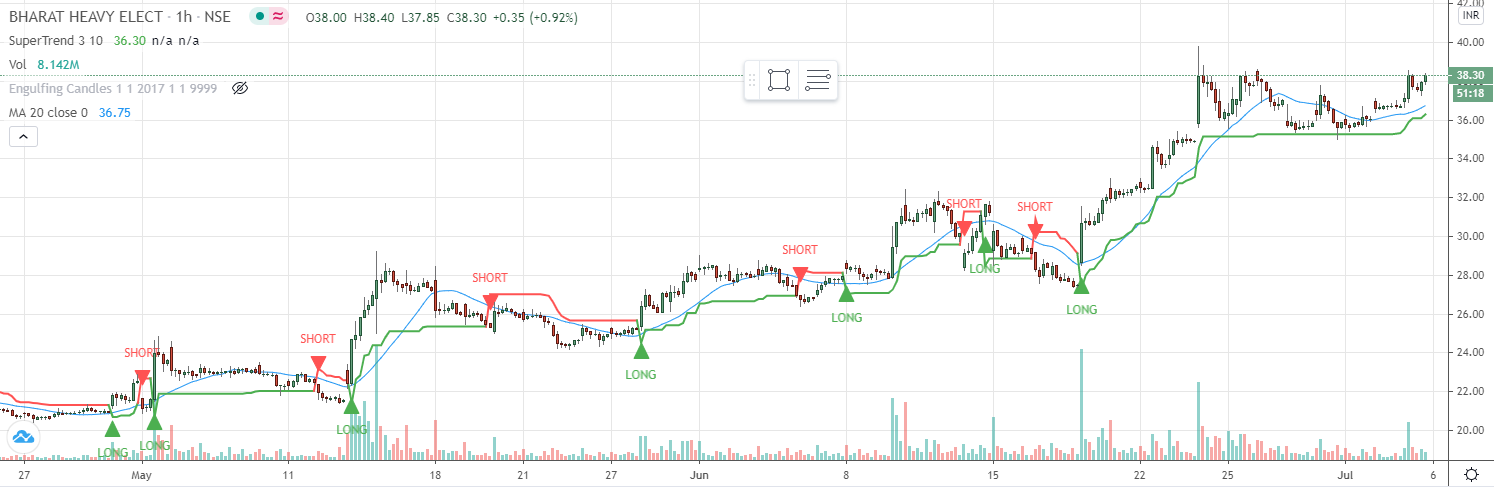 BHARAT HEAVY ELECT · 1h · NSE O38.00 H38.40 L37.85 C38.30 +0.35 (+0.92%)
SuperTrend 3 10 36.30 n/a n/a
Vol 8.142M
Engulfing Candles 1 1 2017 1 1 9999
MA 20 close 0 36.75
42.00
INR
40.00
38.30
51:18
36.00
34.00
32.00
30.00
28.00
26.00
24.00
22.00
20.00
SHORT
SHORT
SHORT
SHORT
SHORT
SHORT
LONG
LONG
LONG
LONG
LONG
LONG
LONG
27 May 11 18 21 27 Jun 8 15 22 25 Jul 6